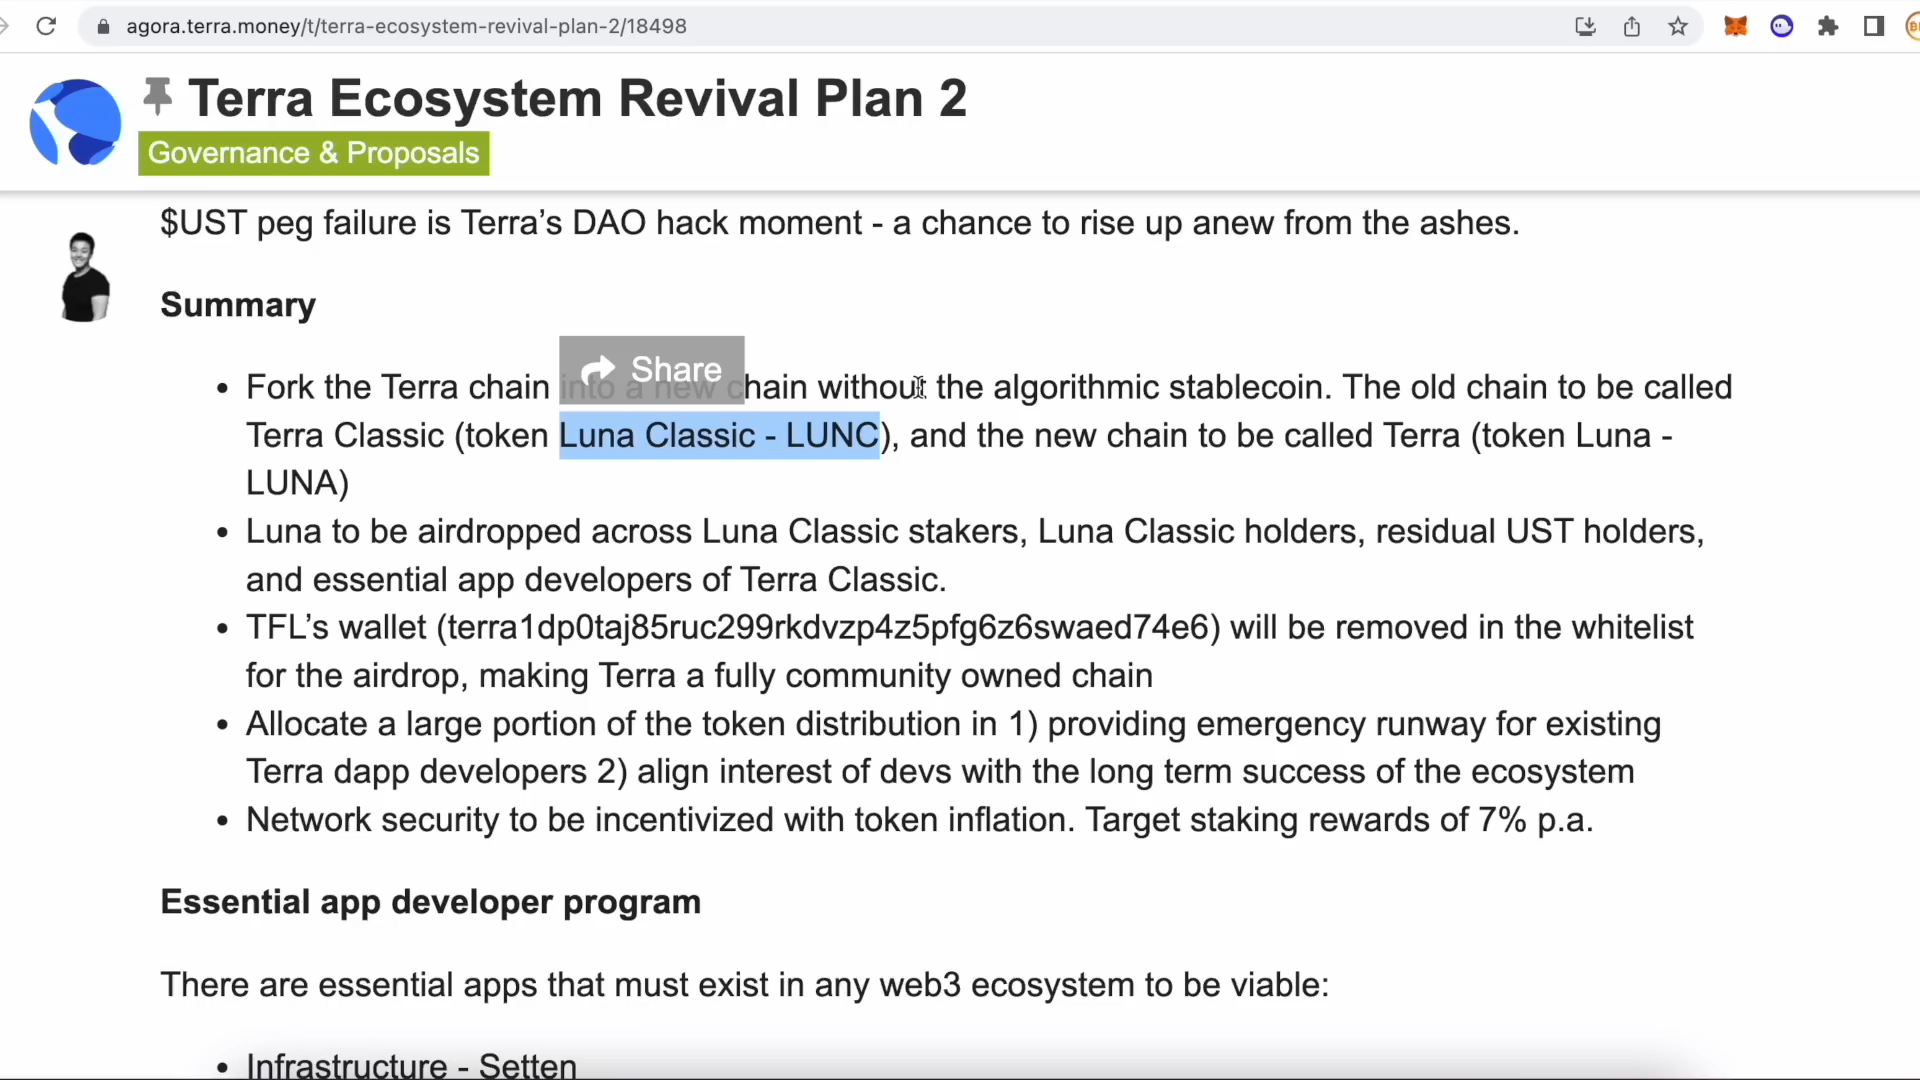 agora.terra.money/t/terra-ecosystem-revival-plan-2/18498
Terra Ecosystem Revival Plan 2
Governance & Proposals
$UST peg failure is Terra’s DAO hack moment - a chance to rise up anew from the ashes.
Summary
Share
Fork the Terra chain into a new chain without the algorithmic stablecoin. The old chain to be called
Terra Classic (token Luna Classic - LUNC), and the new chain to be called Terra (token Luna -
LUNA)
Luna to be airdropped across Luna Classic stakers, Luna Classic holders, residual UST holders,
and essential app developers of Terra Classic.
TFL’s wallet (terra1dp0taj85ruc299rkdvzp4z5pfg6z6swaed74e6) will be removed in the whitelist
for the airdrop, making Terra a fully community owned chain
Allocate a large portion of the token distribution in 1) providing emergency runway for existing
Terra dapp developers 2) align interest of devs with the long term success of the ecosystem
Network security to be incentivized with token inflation. Target staking rewards of 7% p.a.
Essential app developer program
There are essential apps that must exist in any web3 ecosystem to be viable:
Infrastructure - Setten